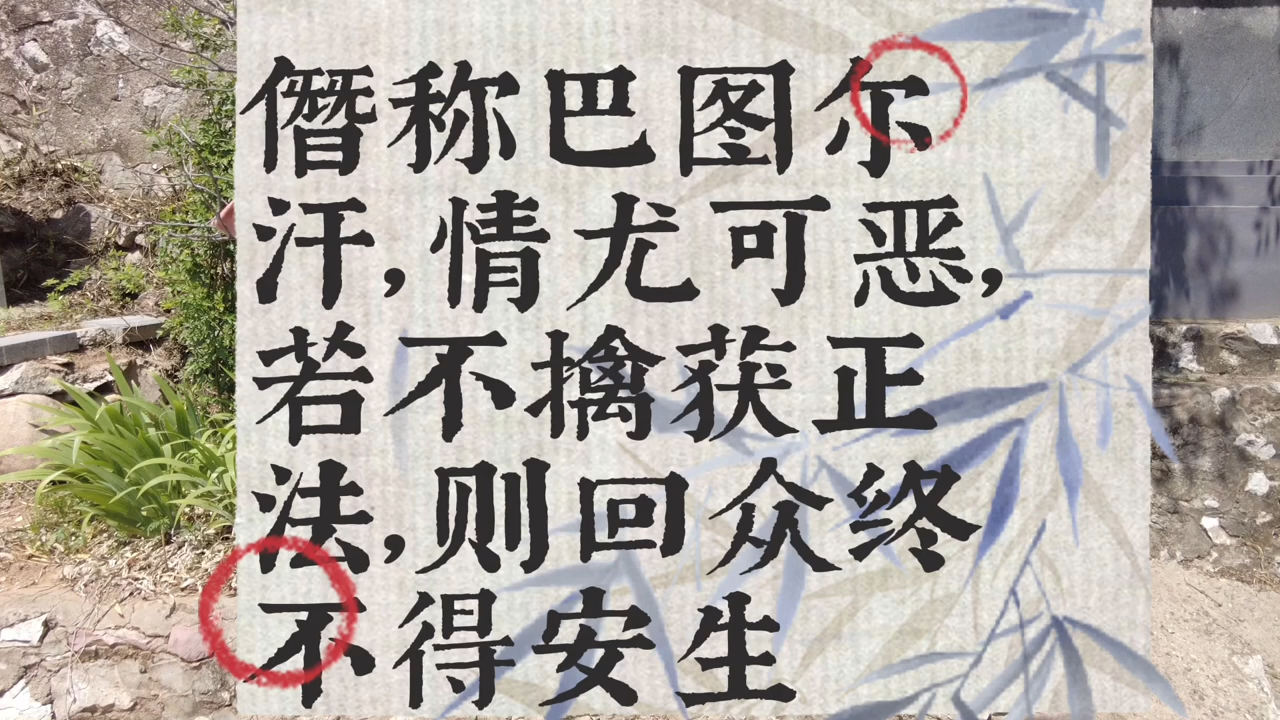 僭称巴图尔
汗,情尤可恶,
若不擒获正
法,则回众终
不得安生